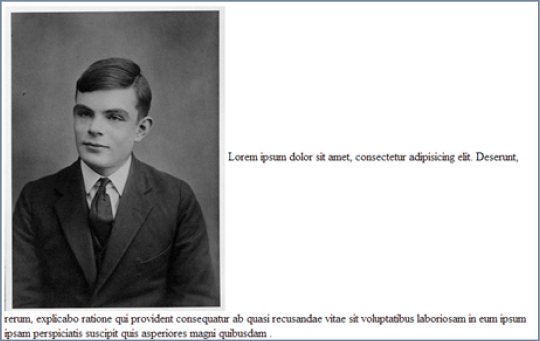 Lorem ipsum dolor sit amet, consectetur adipisicing elit. Deserunt,
rerum, explicabo ratione qui provident consequatur ab quasi recusandae vitae sit voluptatibus laboriosam in eum ipsum
ipsam perspiciatis suscipit quis asperiores magni quibusdam .